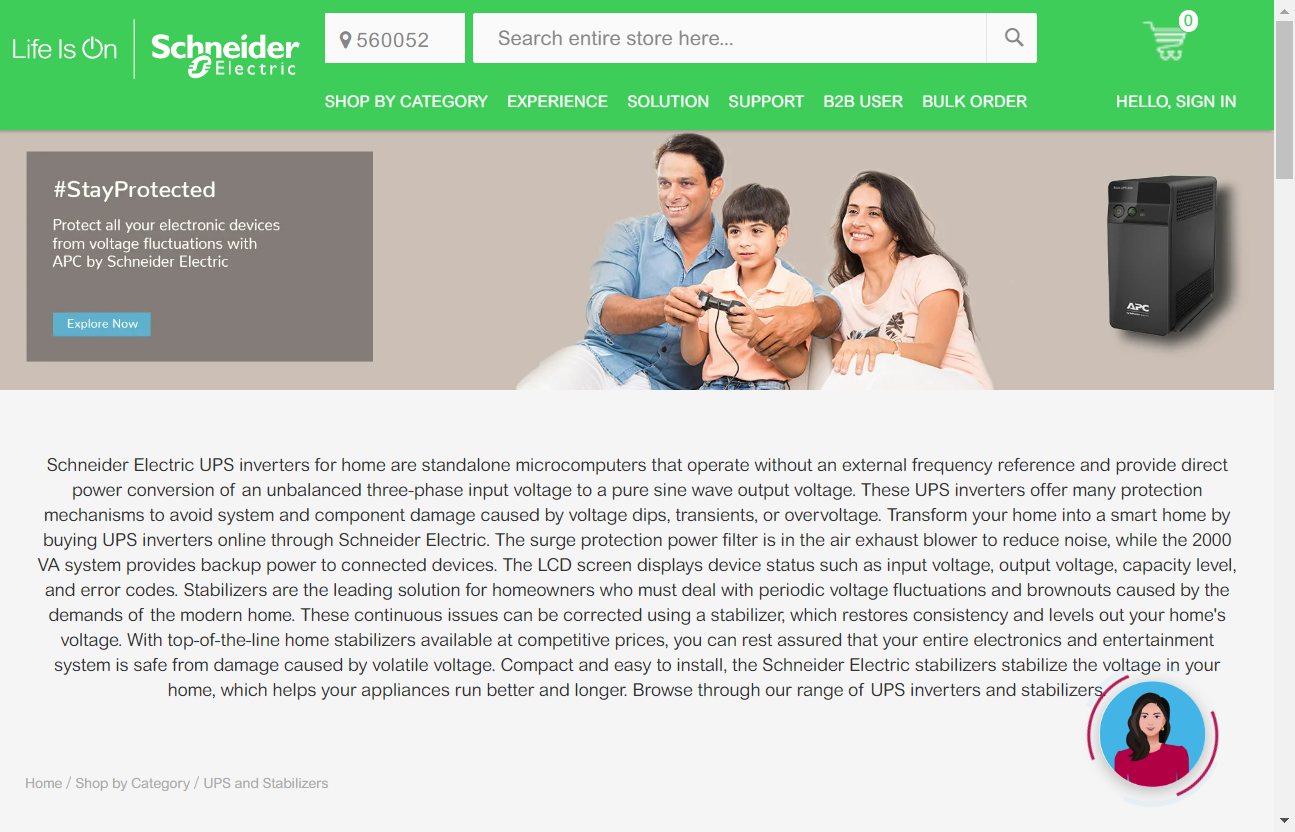 Life Is On
Schneider
Electric
560052
Search entire store here...
0
SHOP BY CATEGORY EXPERIENCE SOLUTION SUPPORT B2B USER BULK ORDER HELLO, SIGN IN
#StayProtected
Protect all your electronic devices
from voltage fluctuations with
APC by Schneider Electric
Explore Now
APC
Schneider Electric UPS inverters for home are standalone microcomputers that operate without an external frequency reference and provide direct
power conversion of an unbalanced three-phase input voltage to a pure sine wave output voltage. These UPS inverters offer many protection
mechanisms to avoid system and component damage caused by voltage dips, transients, or overvoltage. Transform your home into a smart home by
buying UPS inverters online through Schneider Electric. The surge protection power filter is in the air exhaust blower to reduce noise, while the 2000
VA system provides backup power to connected devices. The LCD screen displays device status such as input voltage, output voltage, capacity level,
and error codes. Stabilizers are the leading solution for homeowners who must deal with periodic voltage fluctuations and brownouts caused by the
demands of the modern home. These continuous issues can be corrected using a stabilizer, which restores consistency and levels out your home's
voltage. With top-of-the-line home stabilizers available at competitive prices, you can rest assured that your entire electronics and entertainment
system is safe from damage caused by volatile voltage. Compact and easy to install, the Schneider Electric stabilizers stabilize the voltage in your
home, which helps your appliances run better and longer. Browse through our range of UPS inverters and stabilizers.
Home / Shop by Category / UPS and Stabilizers